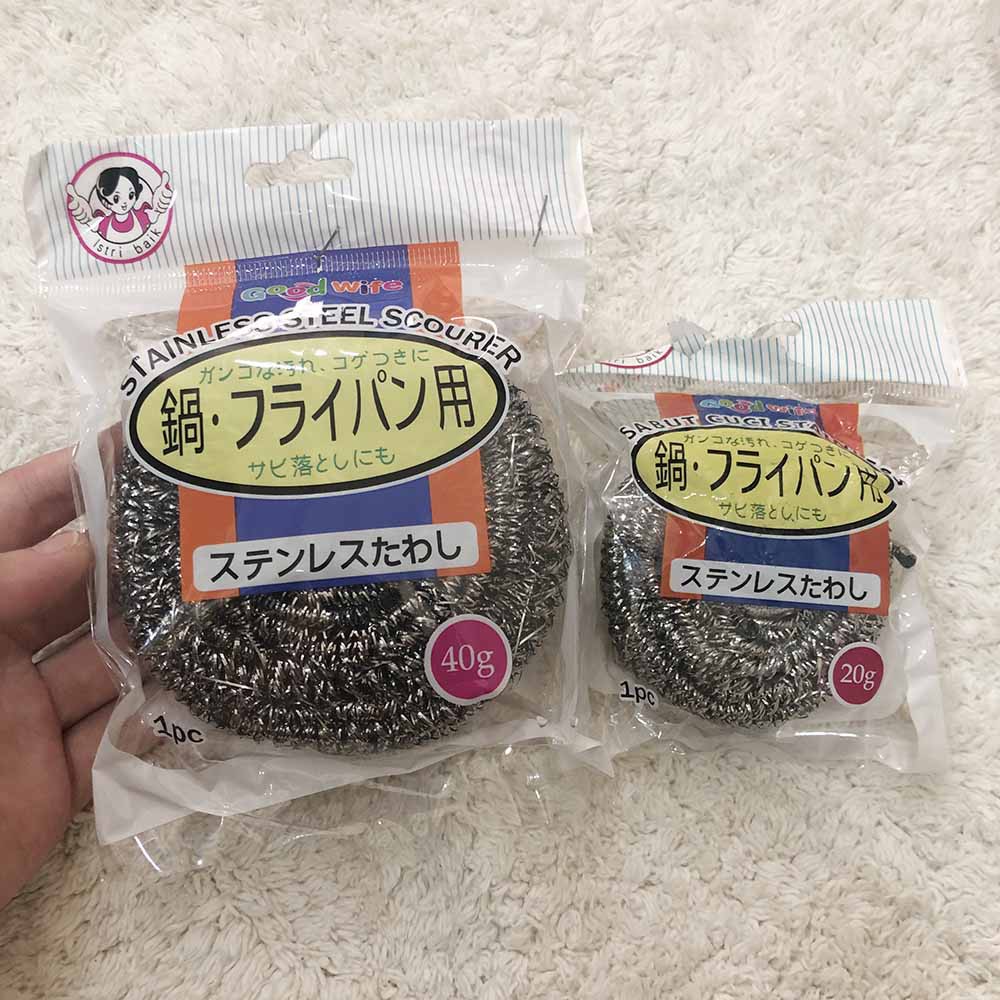 Istri baik
Good Wife
STAINLESS STEEL SCOURER
ガンコな汚れ、コゲつきに
鍋・フライパン用
サビ落としにも
ステンレスたわし
40g
1pc
baik
Good Wife
SABUT CUCI
ガンコな汚れ、コゲつきに
鍋・フライパン用
サビ落としにも
ステンレスたわし
20g
1pc